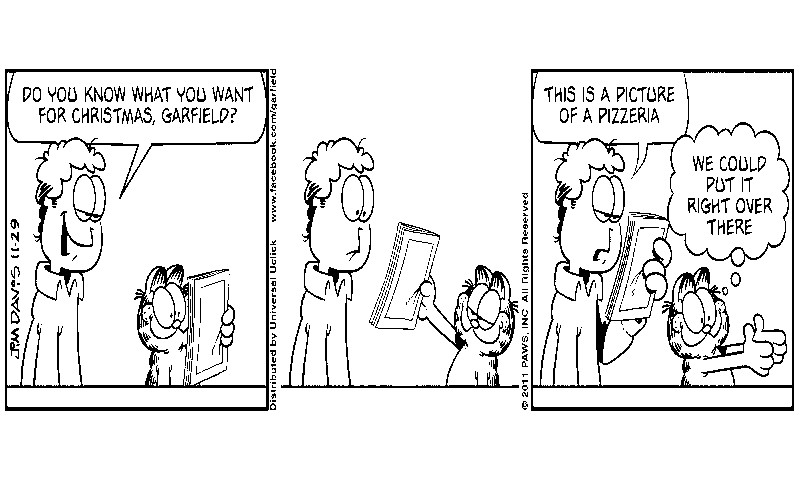 DO YOU KNOW WHAT YOU WANT
FOR CHRISTMAS, GARFIELD?
JIM DAVIS 11-29
Distributed by Universal Uclick www.facebook.com/garfield
© 2011 PAWS, INC. All Rights Reserved
THIS IS A PICTURE
OF A PIZZERIA
WE COULD
PUT IT
RIGHT OVER
THERE